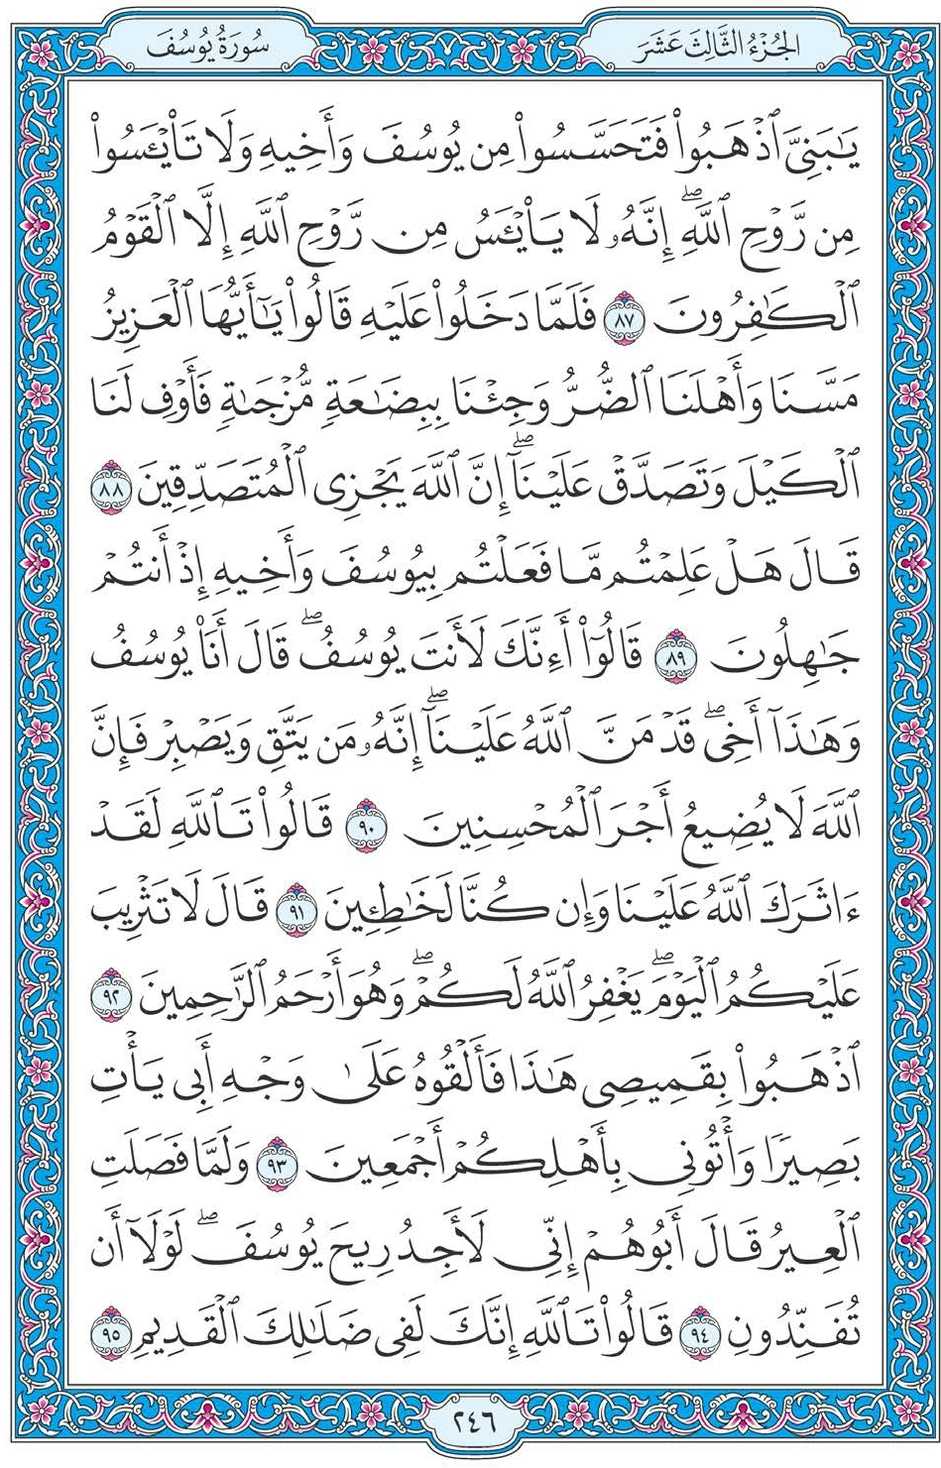 الجُزْءُ الثَّالِثَ عَشَرَ
سُورَةُ يُوسُفَ
يَٰبَنِىَّ ٱذْهَبُوا۟ فَتَحَسَّسُوا۟ مِن يُوسُفَ وَأَخِيهِ وَلَا تَا۟يْـَٔسُوا۟
مِن رَّوْحِ ٱللَّهِۖ إِنَّهُۥ لَا يَا۟يْـَٔسُ مِن رَّوْحِ ٱللَّهِ إِلَّا ٱلْقَوْمُ
ٱلْكَٰفِرُونَ ٨٧ فَلَمَّا دَخَلُوا۟ عَلَيْهِ قَالُوا۟ يَٰٓأَيُّهَا ٱلْعَزِيزُ
مَسَّنَا وَأَهْلَنَا ٱلضُّرُّ وَجِئْنَا بِبِضَٰعَةٍ مُّزْجَىٰةٍ فَأَوْفِ لَنَا
ٱلْكَيْلَ وَتَصَدَّقْ عَلَيْنَآۖ إِنَّ ٱللَّهَ يَجْزِى ٱلْمُتَصَدِّقِينَ ٨٨
قَالَ هَلْ عَلِمْتُم مَّا فَعَلْتُم بِيُوسُفَ وَأَخِيهِ إِذْ أَنتُمْ
جَٰهِلُونَ ٨٩ قَالُوٓا۟ أَءِنَّكَ لَأَنتَ يُوسُفُۖ قَالَ أَنَا۠ يُوسُفُ
وَهَٰذَآ أَخِىۖ قَدْ مَنَّ ٱللَّهُ عَلَيْنَآۖ إِنَّهُۥ مَن يَتَّقِ وَيَصْبِرْ فَإِنَّ
ٱللَّهَ لَا يُضِيعُ أَجْرَ ٱلْمُحْسِنِينَ ٩٠ قَالُوا۟ تَٱللَّهِ لَقَدْ
ءَاثَرَكَ ٱللَّهُ عَلَيْنَا وَإِن كُنَّا لَخَٰطِـِٔينَ ٩١ قَالَ لَا تَثْرِيبَ
عَلَيْكُمُ ٱلْيَوْمَۖ يَغْفِرُ ٱللَّهُ لَكُمْۖ وَهُوَ أَرْحَمُ ٱلرَّٰحِمِينَ ٩٢
ٱذْهَبُوا۟ بِقَمِيصِى هَٰذَا فَأَلْقُوهُ عَلَىٰ وَجْهِ أَبِى يَأْتِ
بَصِيرًا وَأْتُونِى بِأَهْلِكُمْ أَجْمَعِينَ ٩٣ وَلَمَّا فَصَلَتِ
ٱلْعِيرُ قَالَ أَبُوهُمْ إِنِّى لَأَجِدُ رِيحَ يُوسُفَۖ لَوْلَآ أَن
تُفَنِّدُونِ ٩٤ قَالُوا۟ تَٱللَّهِ إِنَّكَ لَفِى ضَلَٰلِكَ ٱلْقَدِيمِ ٩٥
٢٤٦